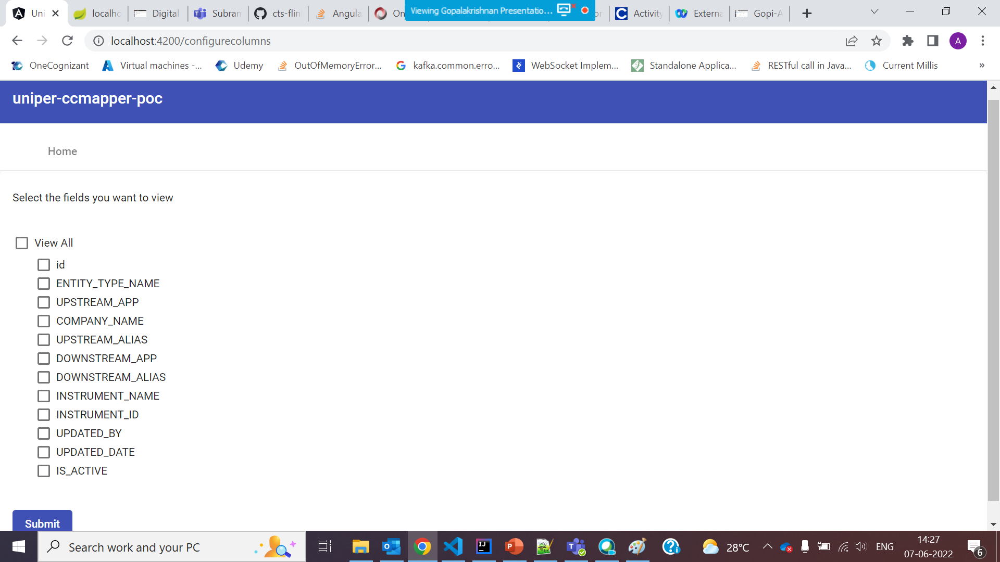 Uni
localho
Digital
Subram
cts-flin
Angula
On
Viewing Gopalakrishnan Presentatio...
or
Activity
Externa
Gopi-A
localhost:4200/configurecolumns
A
OneCognizant
Virtual machines -...
Udemy
OutOfMemoryError...
kafka.common.erro...
WebSocket Implem...
Standalone Applica...
RESTful call in Java...
Current Millis
»
uniper-ccmapper-poc
Home
Select the fields you want to view
View All
id
ENTITY_TYPE_NAME
UPSTREAM_APP
COMPANY_NAME
UPSTREAM_ALIAS
DOWNSTREAM_APP
DOWNSTREAM_ALIAS
INSTRUMENT_NAME
INSTRUMENT_ID
UPDATED_BY
UPDATED_DATE
IS_ACTIVE
Submit
Search work and your PC
28°C
ENG
14:27
07-06-2022
6